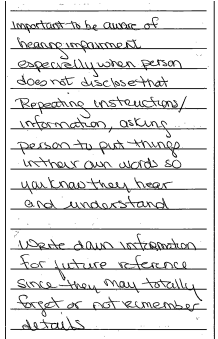 Important to be aware of
hearing impairment
especially when person
does not disclose that
Repeating instructions/
information, asking
person to put things
in their own words so
you know they hear
and understand
Write down information
for future reference
since they may totally
forget or not remember
details